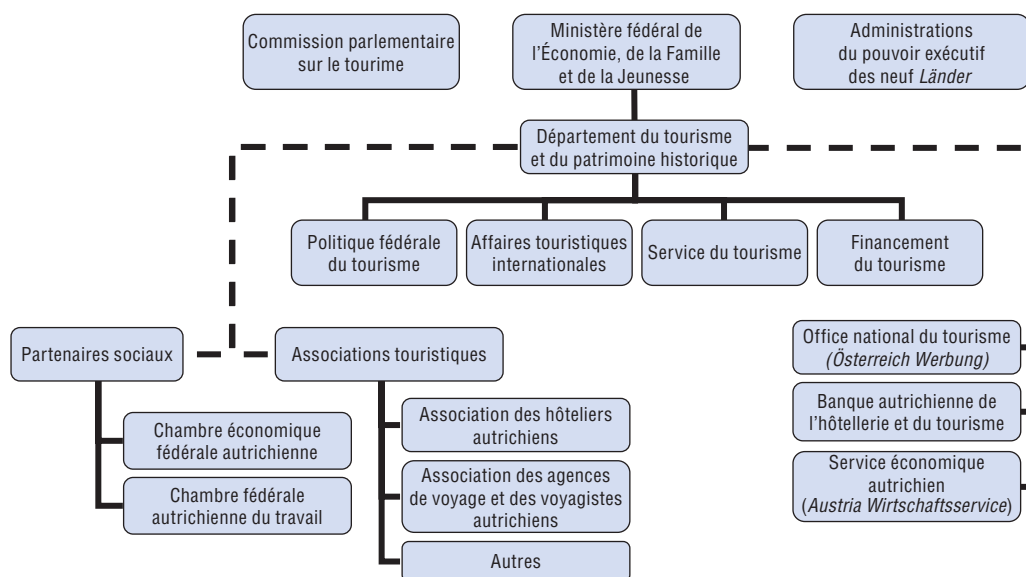 Commission parlementaire
sur le tourime
Ministère fédéral de
l'Économie, de la Famille
et de la Jeunesse
Administrations
du pouvoir exécutif
des neuf Länder
Département du tourisme
et du patrimoine historique
Politique fédérale
du tourisme
Affaires touristiques
internationales
Service du tourisme
Financement
du tourisme
Partenaires sociaux
Associations touristiques
Office national du tourisme
(Österreich Werbung)
Chambre économique
fédérale autrichienne
Chambre fédérale
autrichienne du travail
Association des hôteliers
autrichiens
Association des agences
de voyage et des voyagistes
autrichiens
Autres
Banque autrichienne de
l'hôtellerie et du tourisme
Service économique
autrichien
(Austria Wirtschaftsservice)